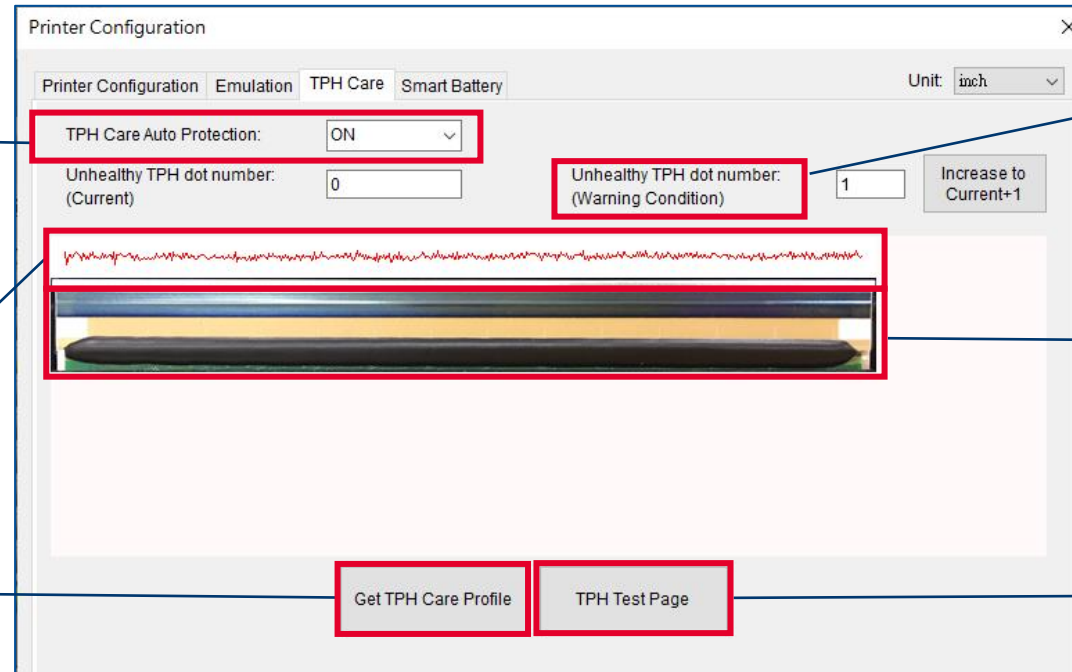 Printer Configuration
Printer Configuration Emulation TPH Care Smart Battery Unit: inch
TPH Care Auto Protection: ON
Unhealthy TPH dot number: 0 Unhealthy TPH dot number: 1 Increase to
(Current) (Warning Condition) Current+1
Get TPH Care Profile TPH Test Page